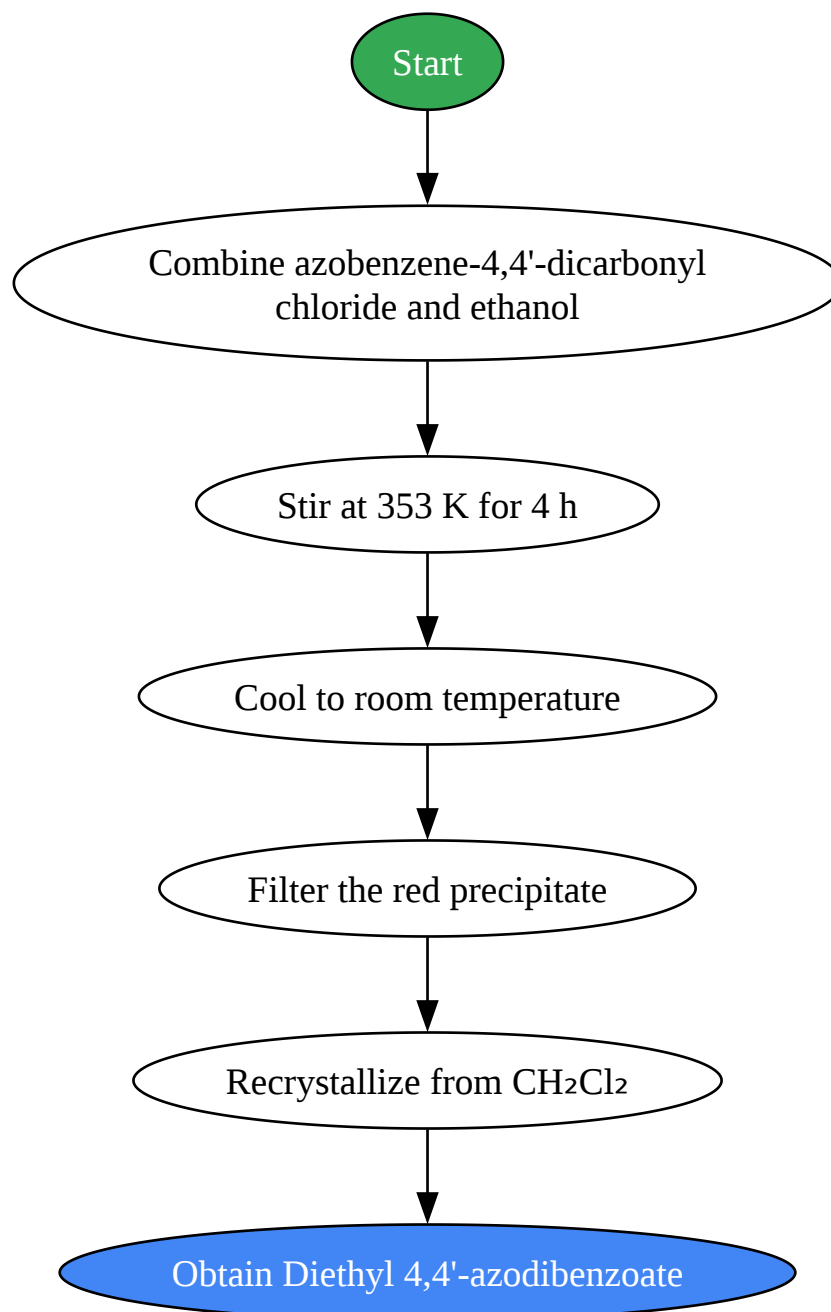 Start
Combine azobenzene-4,4'-dicarbonyl
chloride and ethanol
Stir at 353 K for 4 h
Cool to room temperature
Filter the red precipitate
Recrystallize from CH₂Cl₂
Obtain Diethyl 4,4'-azodibenzoate